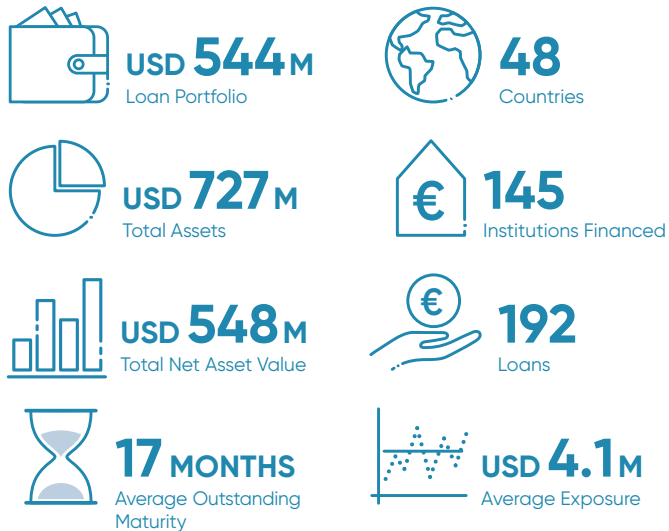 USD 544 M
Loan Portfolio
48
Countries
USD 727 M
Total Assets
€
145
Institutions Financed
USD 548 M
Total Net Asset Value
€
192
Loans
17 MONTHS
Average Outstanding
Maturity
USD 4.1 M
Average Exposure